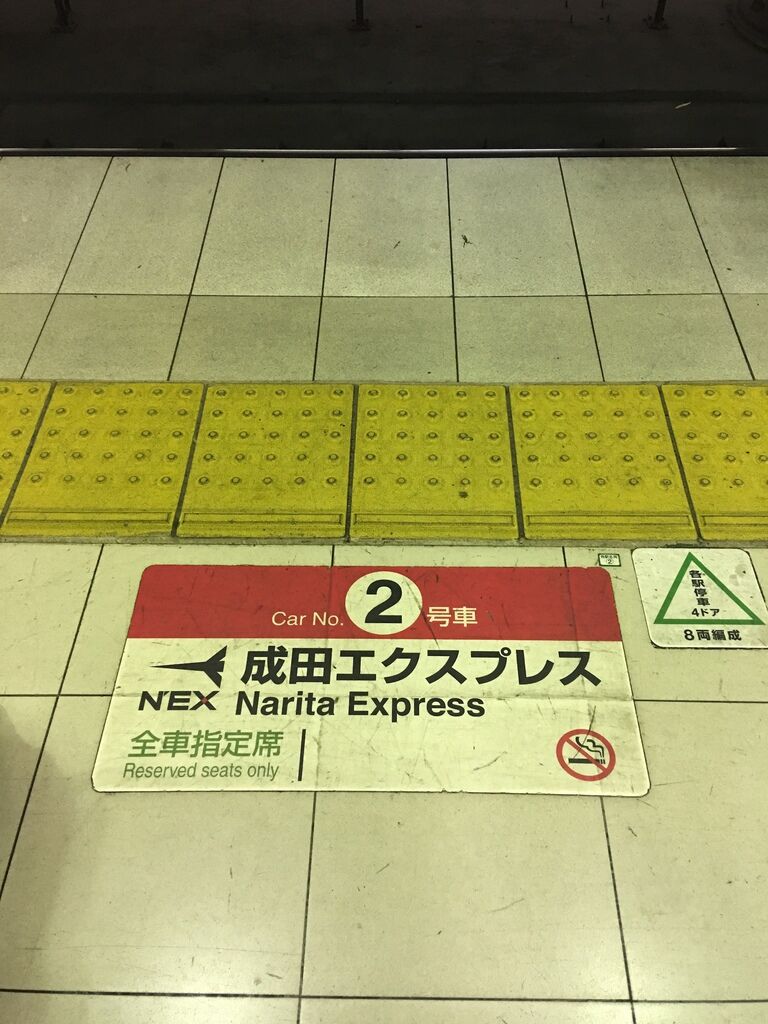 Car No. 2 号車
成田エクスプレス
N'EX Narita Express
全車指定席
Reserved seats only
各駅停車
4ドア
8両編成